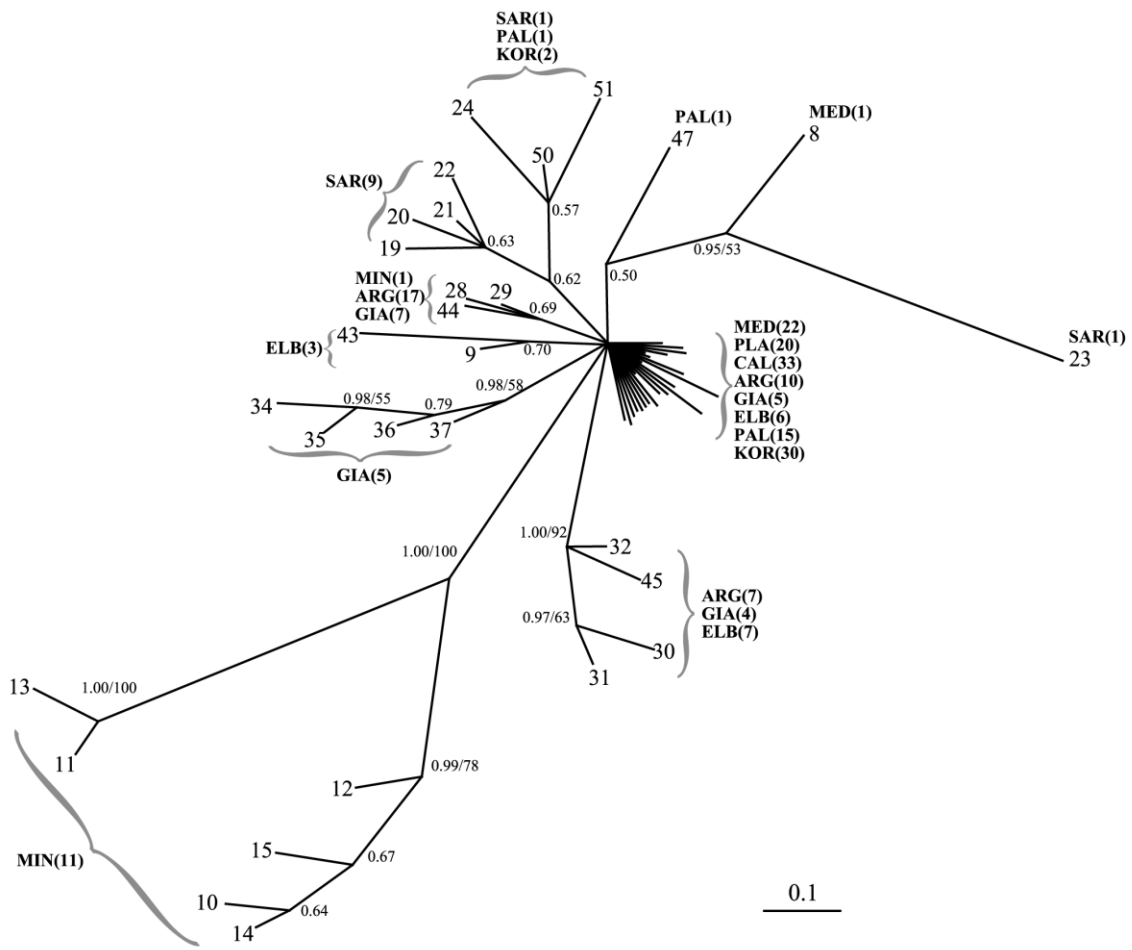 SAR(1)
PAL(1)
KOR(2)
24
51
50
PAL(1)
47
MED(1)
8
0.57
SAR(9)
22
21
20
19
0.63
0.62
0.50
0.95/53
SAR(1)
23
MIN(1)
ARG(17)
GIA(7)
28
29
44
0.69
ELB(3)
43
9
0.70
MED(22)
PLA(20)
CAL(33)
ARG(10)
GIA(5)
ELB(6)
PAL(15)
KOR(30)
0.98/58
0.98/55
0.79
34
35
36
37
GIA(5)
1.00/100
1.00/92
32
45
0.97/63
30
31
ARG(7)
GIA(4)
ELB(7)
13
1.00/100
11
0.99/78
12
MIN(11)
15
0.67
10
0.64
14
0.1